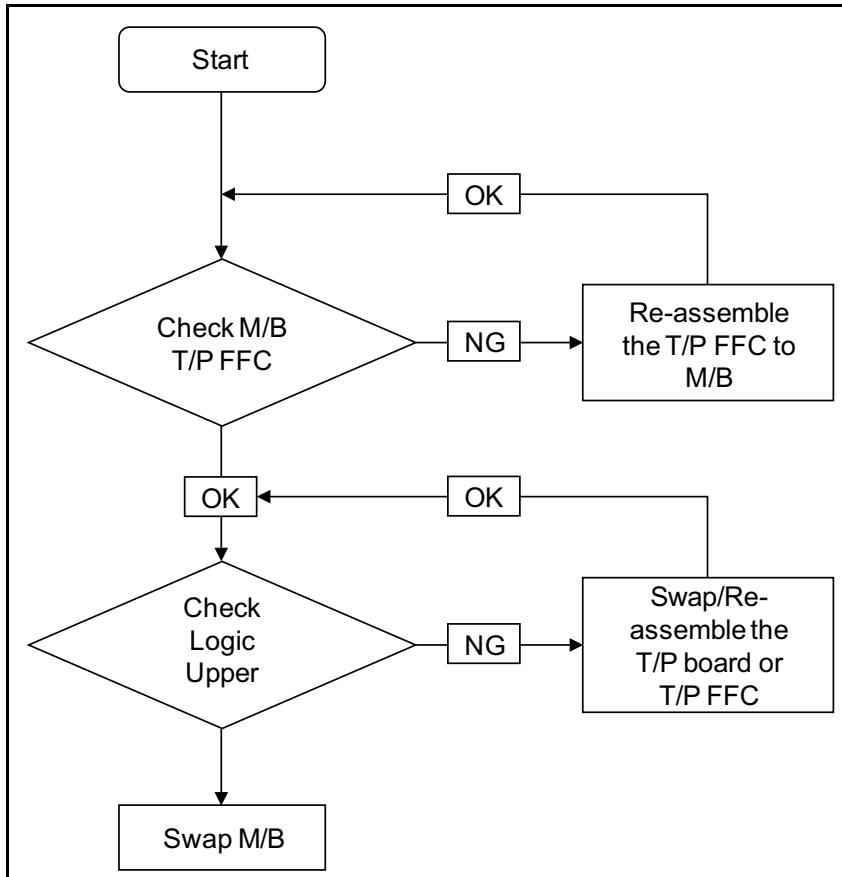 Start
OK
Check M/B
T/P FFC
NG
Re-assemble
the T/P FFC to
M/B
OK
OK
Check
Logic
Upper
NG
Swap/Re-
assemble the
T/P board or
T/P FFC
Swap M/B